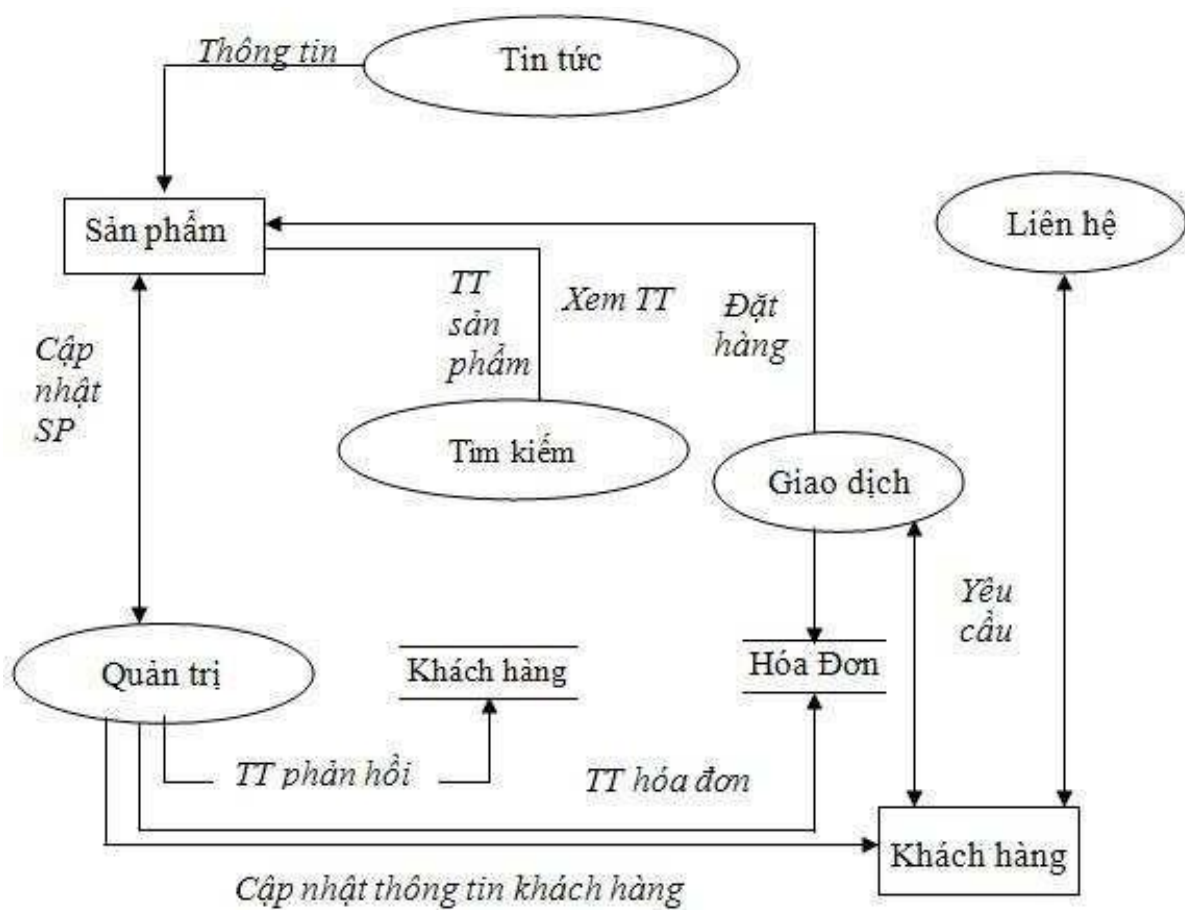 Thông tin
Tin tức
Sản phẩm
Liên hệ
TT
sản
phẩm
Xem TT
Đặt
hàng
Cập
nhật
SP
Tìm kiếm
Giao dịch
Yêu
cầu
Quản trị
Khách hàng
Hóa Đơn
TT phản hồi
TT hóa đơn
Khách hàng
Cập nhật thông tin khách hàng